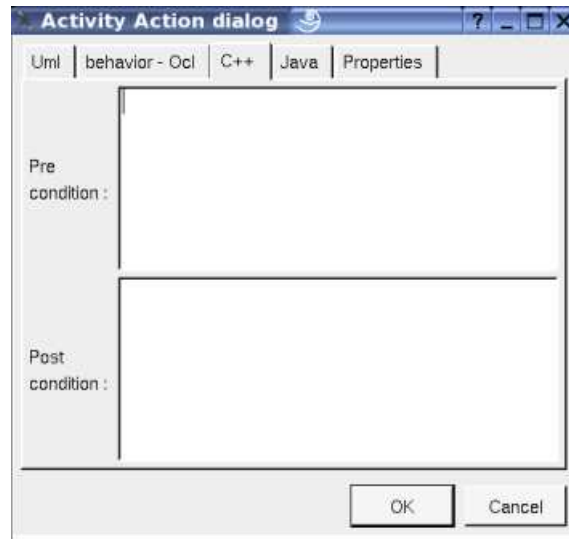 Activity Action dialog
Uml behavior - Ocl C++ Java Properties
Pre
condition :
Post
condition :
OK Cancel